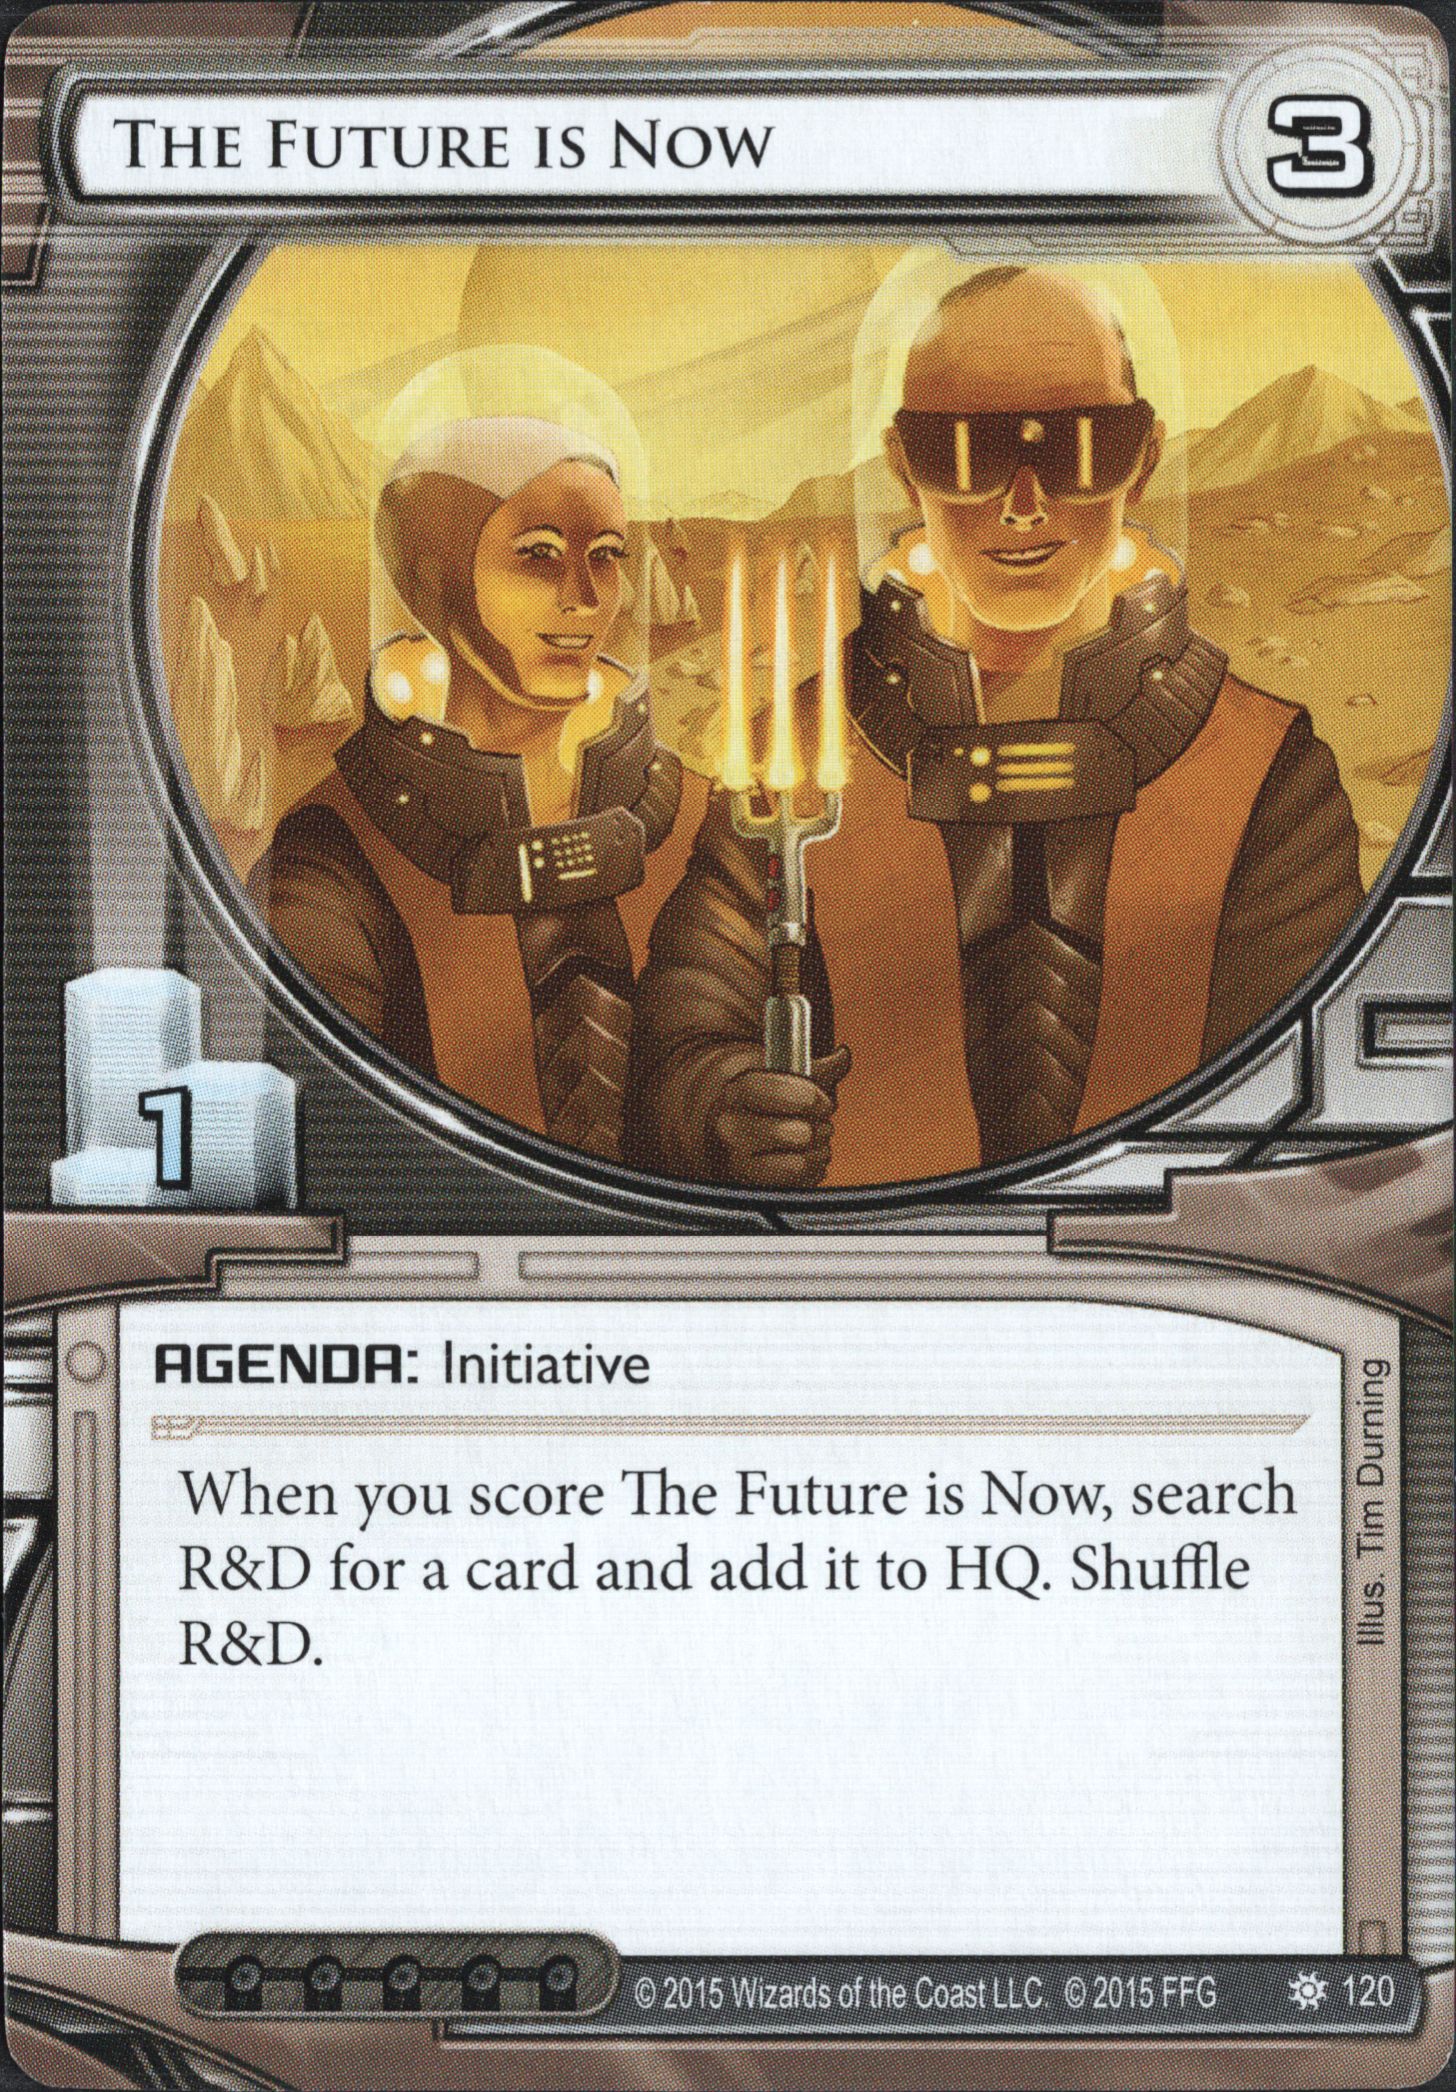 THE FUTURE IS NOW
3
1
AGENDA: Initiative
When you score The Future is Now, search
R&D for a card and add it to HQ. Shuffle
R&D.
Illus. Tim Durning
© 2015 Wizards of the Coast LLC. © 2015 FFG
120